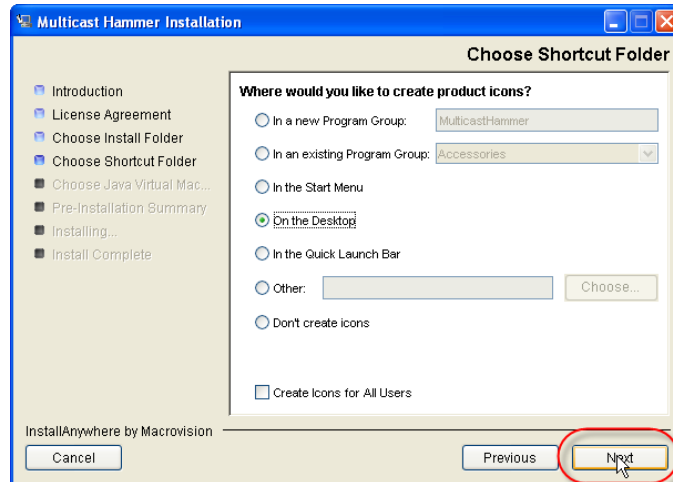 Multicast Hammer Installation
Choose Shortcut Folder
Introduction
License Agreement
Choose Install Folder
Choose Shortcut Folder
Choose Java Virtual Mac...
Pre-Installation Summary
Installing...
Install Complete
Where would you like to create product icons?
In a new Program Group: MulticastHammer
In an existing Program Group: Accessories
In the Start Menu
On the Desktop
In the Quick Launch Bar
Other: Choose...
Don't create icons
Create Icons for All Users
InstallAnywhere by Macrovision
Cancel Previous Next